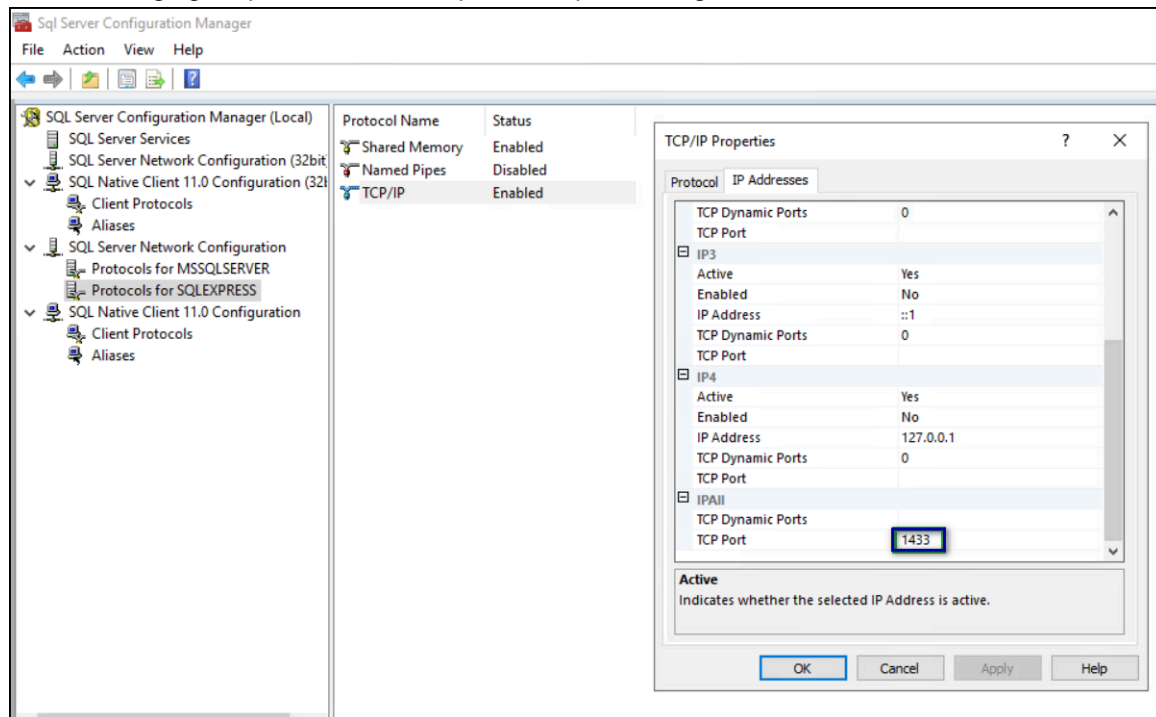 Sql Server Configuration Manager
File Action View Help
SQL Server Configuration Manager (Local)
SQL Server Services
SQL Server Network Configuration (32bit
SQL Native Client 11.0 Configuration (32b
Client Protocols
Aliases
SQL Server Network Configuration
Protocols for MSSQLSERVER
Protocols for SQLEXPRESS
SQL Native Client 11.0 Configuration
Client Protocols
Aliases
Protocol Name Status
Shared Memory Enabled
Named Pipes Disabled
TCP/IP Enabled
TCP/IP Properties ? X
Protocol IP Addresses
TCP Dynamic Ports 0
TCP Port
IP3
Active Yes
Enabled No
IP Address ::1
TCP Dynamic Ports 0
TCP Port
IP4
Active Yes
Enabled No
IP Address 127.0.0.1
TCP Dynamic Ports 0
TCP Port
IPAll
TCP Dynamic Ports
TCP Port 1433
Active
Indicates whether the selected IP Address is active.
OK Cancel Apply Help